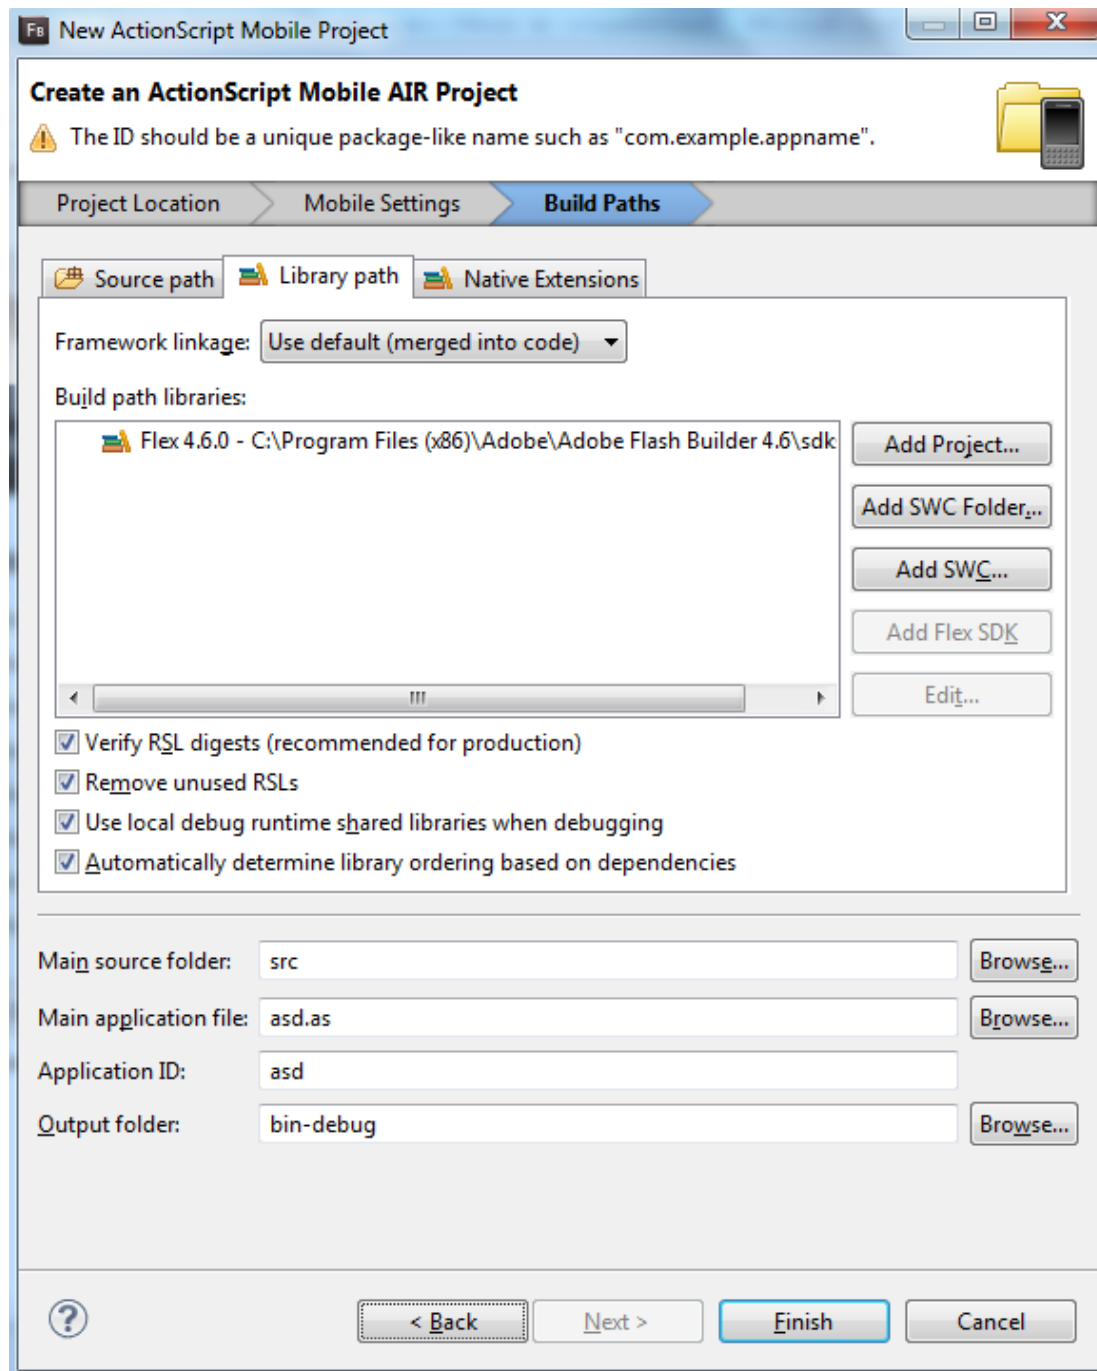 FB New ActionScript Mobile Project
Create an ActionScript Mobile AIR Project
The ID should be a unique package-like name such as "com.example.appname".
Project Location Mobile Settings Build Paths
Source path Library path Native Extensions
Framework linkage: Use default (merged into code)
Build path libraries:
Flex 4.6.0 - C:\Program Files (x86)\Adobe\Adobe Flash Builder 4.6\sdk
Add Project...
Add SWC Folder...
Add SWC...
Add Flex SDK
Edit...
Verify RSL digests (recommended for production)
Remove unused RSLs
Use local debug runtime shared libraries when debugging
Automatically determine library ordering based on dependencies
Main source folder: src Browse...
Main application file: asd.as Browse...
Application ID: asd
Output folder: bin-debug Browse...
? < Back Next > Finish Cancel